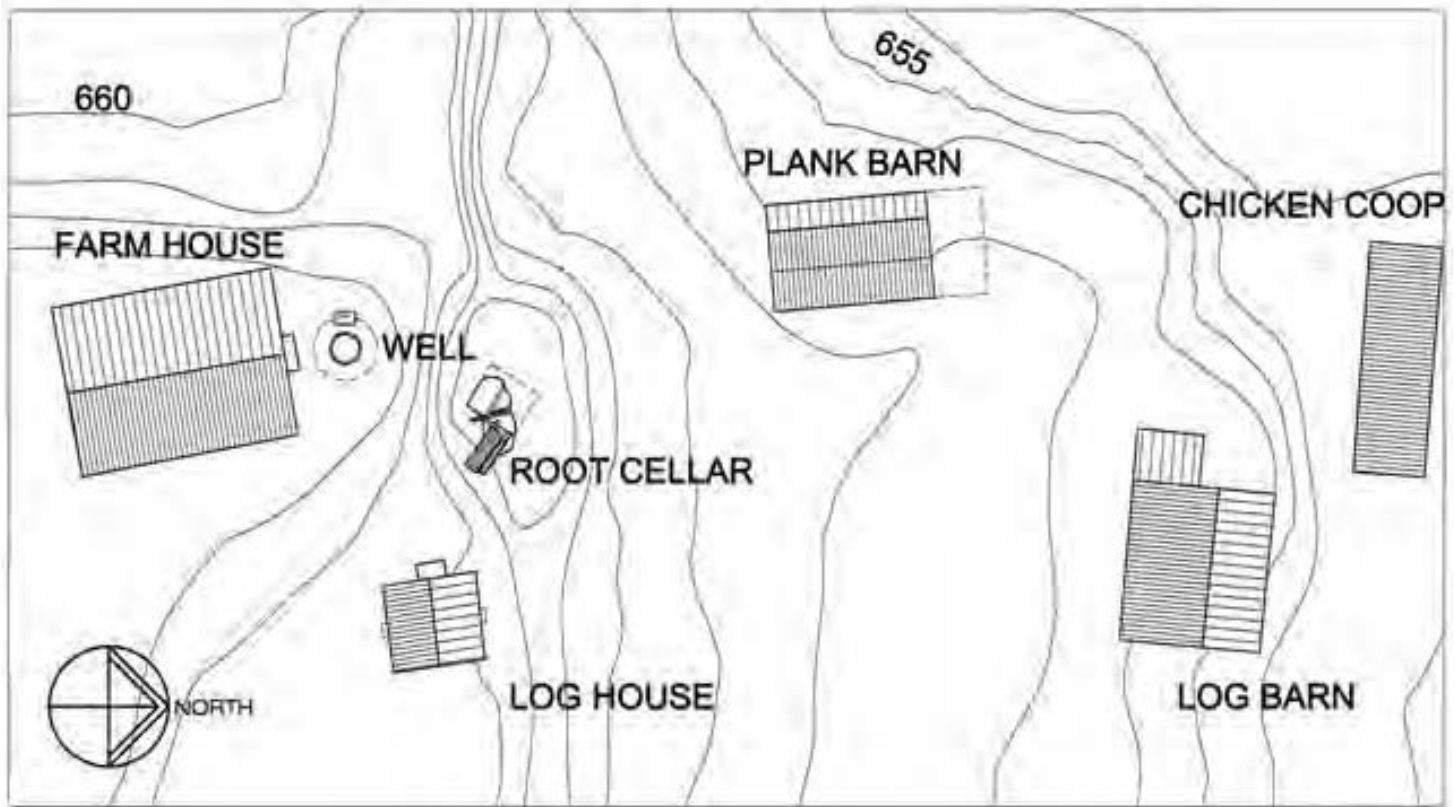 655
660
PLANK BARN
CHICKEN COOP
FARM HOUSE
WELL
ROOT CELLAR
LOG HOUSE
LOG BARN
NORTH